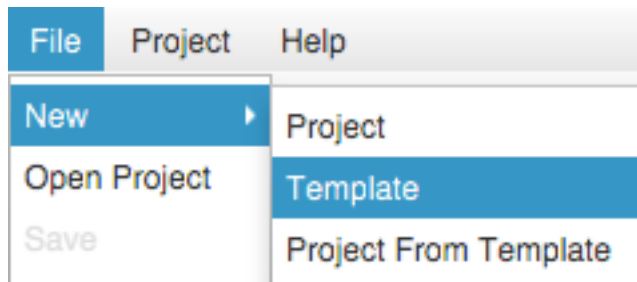 File Project Help
New
Project
Open Project
Template
Save
Project From Template